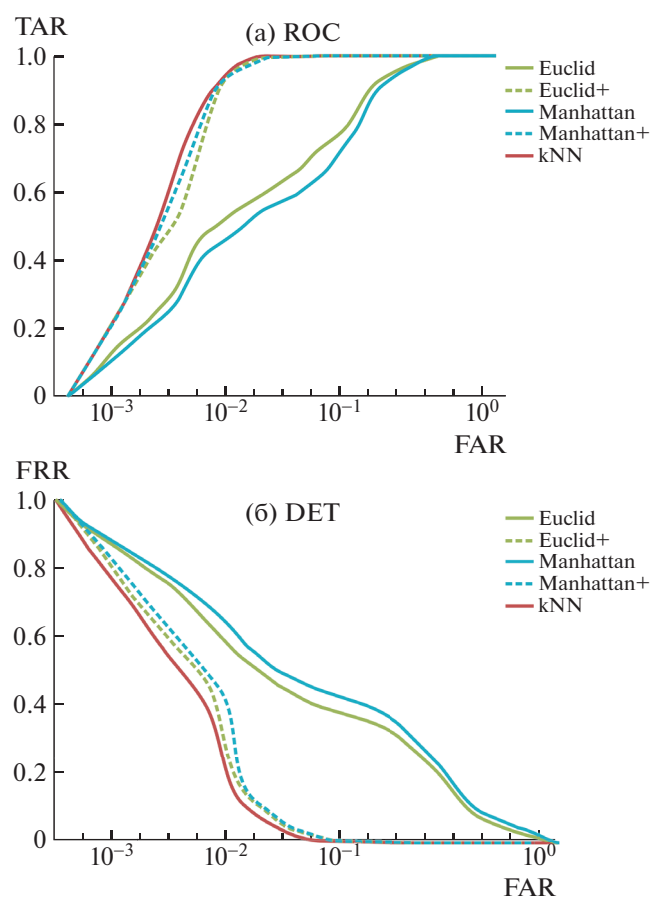 TAR
(а) ROC
1.0
0.8
0.6
0.4
0.2
0
10⁻³
10⁻²
10⁻¹
10⁰
FAR
Euclid
Euclid+
Manhattan
Manhattan+
kNN
FRR
(б) DET
1.0
0.8
0.6
0.4
0.2
0
10⁻³
10⁻²
10⁻¹
10⁰
FAR
Euclid
Euclid+
Manhattan
Manhattan+
kNN